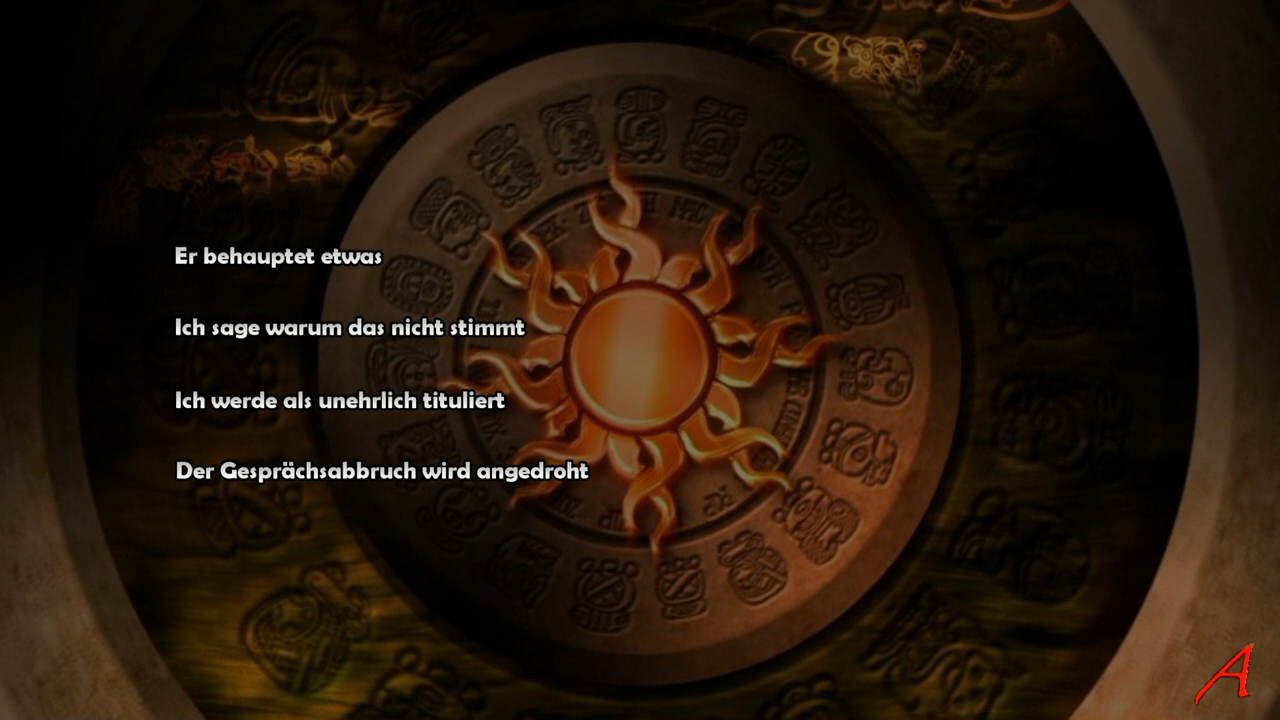 Er behauptet etwas
Ich sage warum das nicht stimmt
Ich werde als unehrlich tituliert
Der Gesprächsabbruch wird angedroht
A